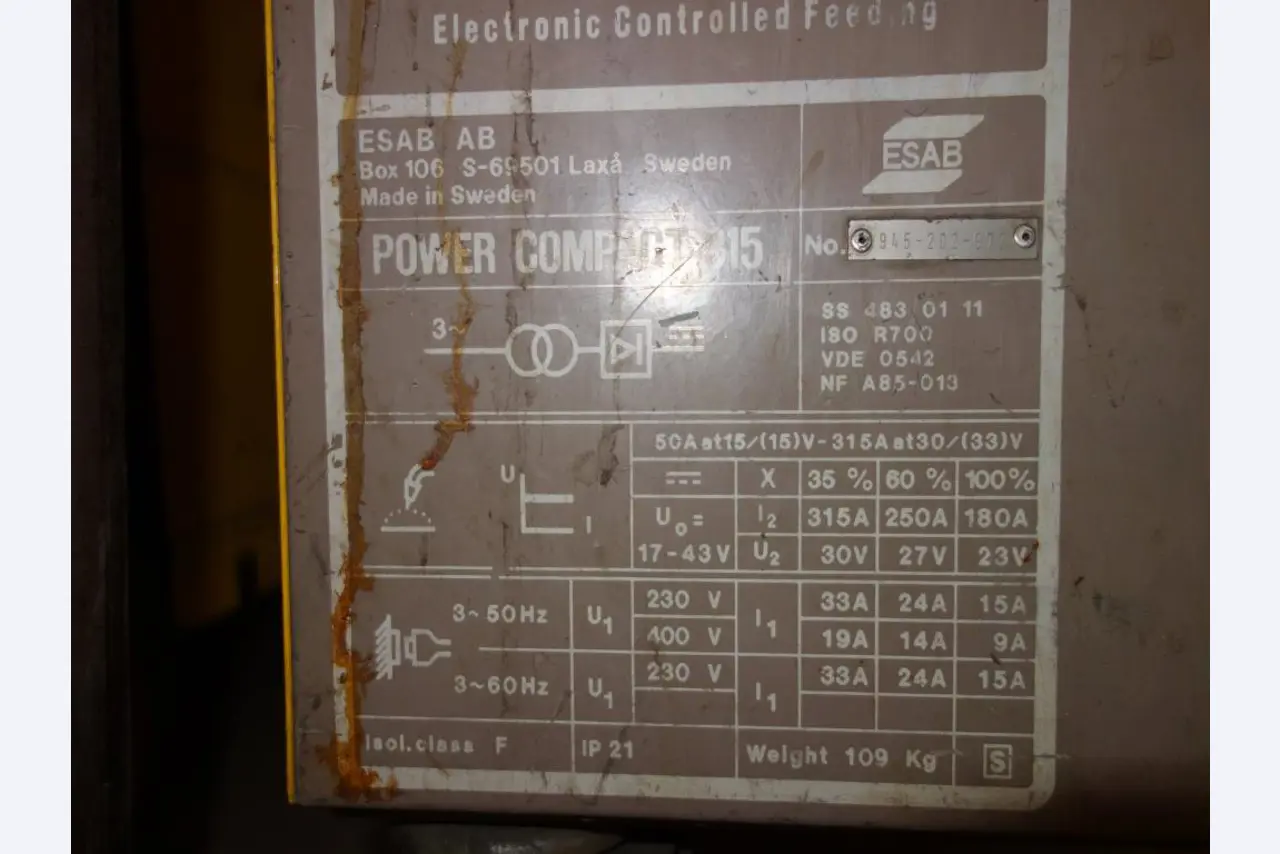 Electronic Controlled Feeding
ESAB AB
Box 106 S-69501 Laxå Sweden
Made in Sweden
ESAB
POWER COMPACT 315
No. 945-202-
3~
SS 483 01 11
ISO R700
VDE 0542
NF A85-013
50A at 15/(15)V - 315A at 30/(33)V
X 35 % 60 % 100%
U₀= I₂ 315A 250A 180A
17-43V U₂ 30V 27V 23V
U I
3~50Hz U₁ 230 V I₁ 33A 24A 15A
400 V 19A 14A 9A
3~60Hz U₁ 230 V I₁ 33A 24A 15A
Isol.class F IP 21 Weight 109 Kg S